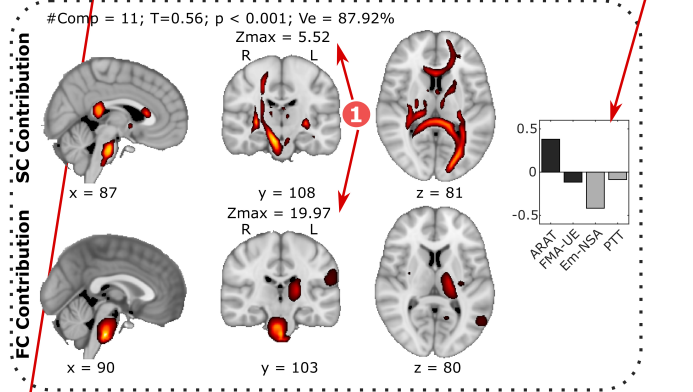 #Comp = 11; T=0.56; p < 0.001; Ve = 87.92%
SC Contribution
Zmax = 5.52
R L
1
x = 87 y = 108 z = 81
0.5
0
-0.5
ARAT FMA-UE Em-NSA PTT
FC Contribution
Zmax = 19.97
R L
x = 90 y = 103 z = 80